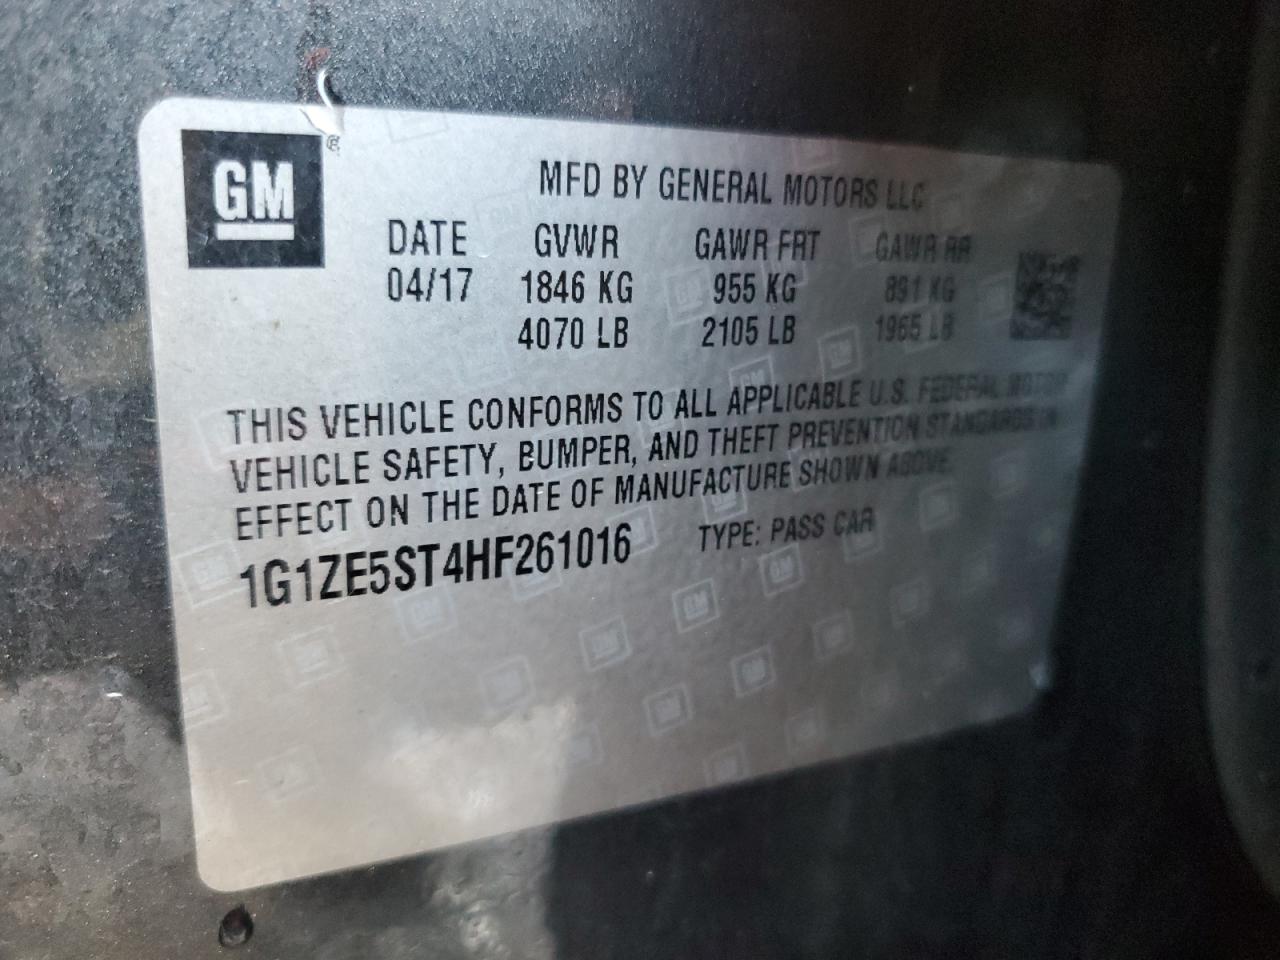 GM
MFD BY GENERAL MOTORS LLC
DATE GVWR GAWR FRT GAWR RR
04/17 1846 KG 955 KG 891 KG
4070 LB 2105 LB 1965 LB
THIS VEHICLE CONFORMS TO ALL APPLICABLE U.S. FEDERAL MOTOR
VEHICLE SAFETY, BUMPER, AND THEFT PREVENTION STANDARDS IN
EFFECT ON THE DATE OF MANUFACTURE SHOWN ABOVE.
1G1ZE5ST4HF261016 TYPE: PASS CAR